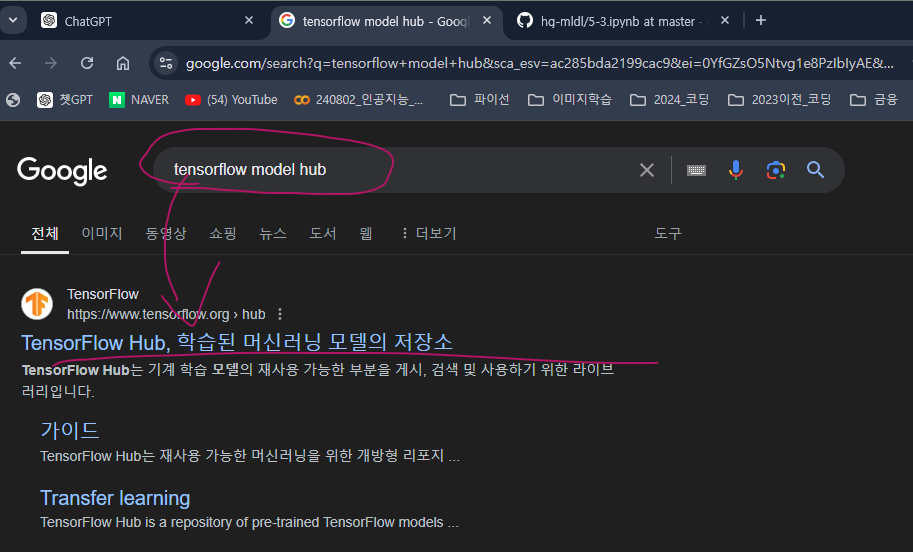 ChatGPT
tensorflow model hub - Goog
hg-mldl/5-3.ipynb at master -
google.com/search?q=tensorflow+model+hub&sca_esv=ac285bda2199cac9&ei=0YfGZsO5Ntvg1e8PzIbIyAE&...
쳇GPT
NAVER
(54) YouTube
240802_인공지능_...
파이선
이미지학습
2024_코딩
2023이전_코딩
금융
Google
tensorflow model hub
전체 이미지 동영상 쇼핑 뉴스 도서 웹 더보기 도구
TensorFlow
https://www.tensorflow.org › hub
TensorFlow Hub, 학습된 머신러닝 모델의 저장소
TensorFlow Hub는 기계 학습 모델의 재사용 가능한 부분을 게시, 검색 및 사용하기 위한 라이브
러리입니다.
가이드
TensorFlow Hub는 재사용 가능한 머신러닝을 위한 개방형 리포지 ...
Transfer learning
TensorFlow Hub is a repository of pre-trained TensorFlow models ...